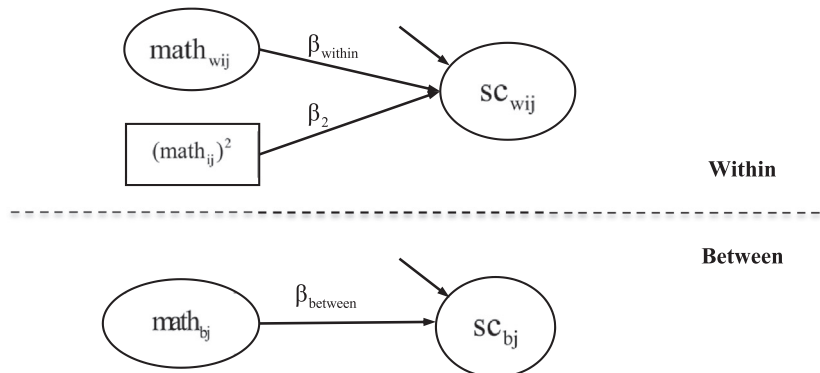 math_wij
β_within
sc_wij
β_2
(math_ij)^2
Within
Between
β_between
math_bj
sc_bj